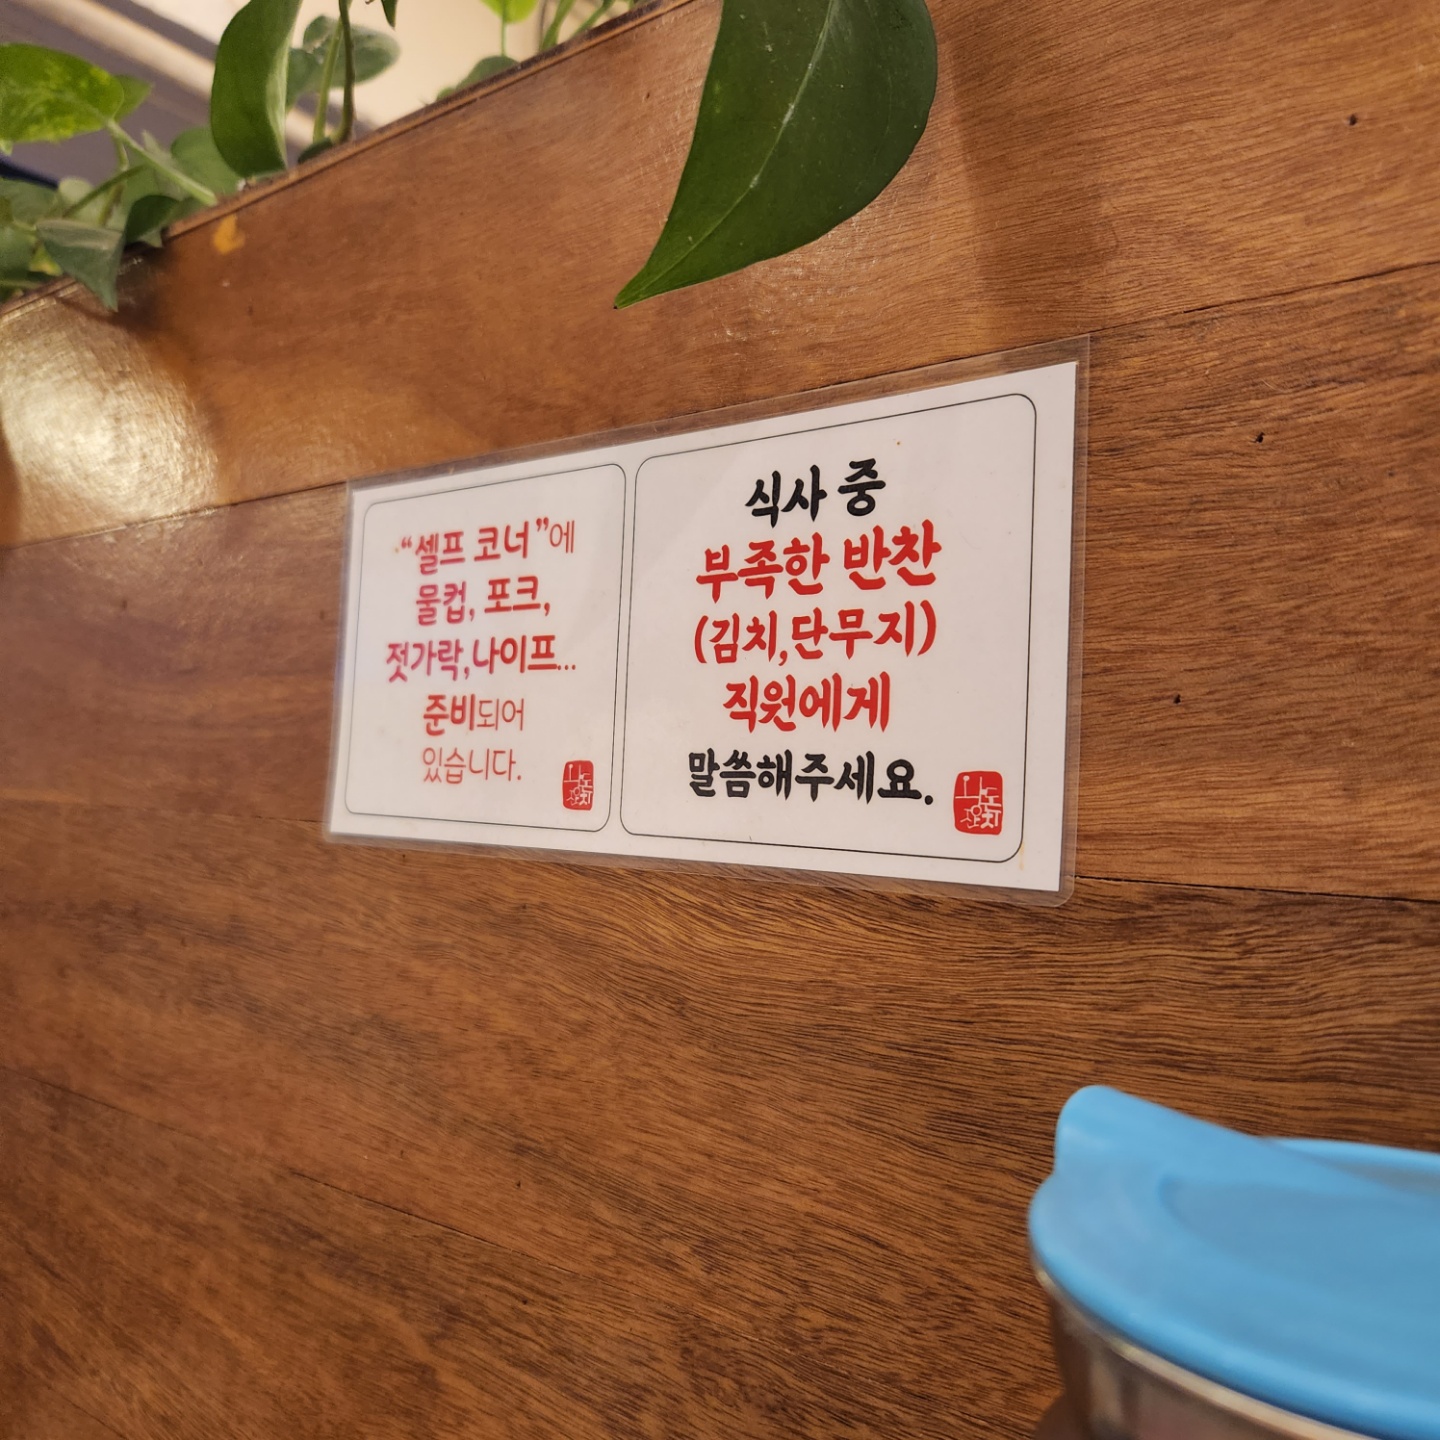 “셀프 코너”에
물컵, 포크,
젓가락,나이프...
준비되어
있습니다.
식사 중
부족한 반찬
(김치,단무지)
직원에게
말씀해주세요.